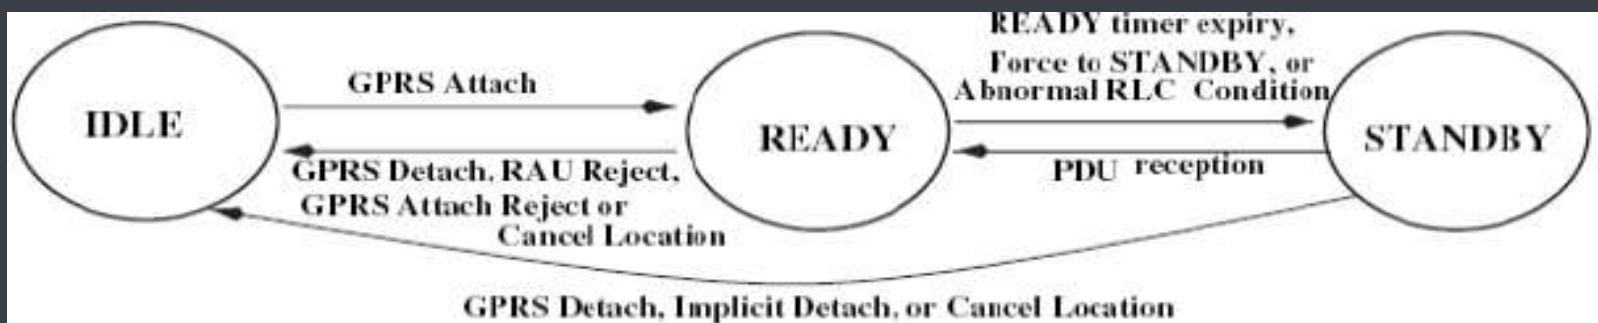 IDLE
GPRS Attach
GPRS Detach, RAU Reject,
GPRS Attach Reject or
Cancel Location
READY
READY timer expiry,
Force to STANDBY, or
Abnormal RLC Condition
PDU reception
STANDBY
GPRS Detach, Implicit Detach, or Cancel Location